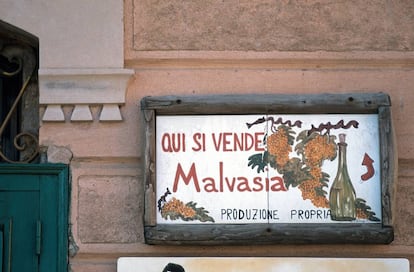 QUI SI VENDE
Malvasia
PRODUZIONE PROPRIA